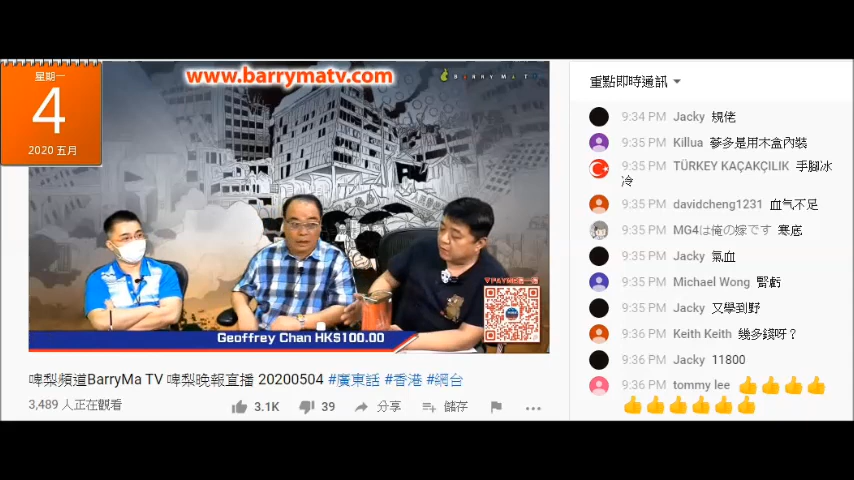 星期一
4
2020 五月
www.barrymatv.com
BARRY MA TV
Geoffrey Chan HK$100.00
啤梨頻道BarryMa TV 啤梨晚報直播 20200504 #廣東話 #香港 #網台
3,489 人正在觀看
3.1K
39
分享
儲存
重點即時通訊
9:34 PM Jacky 規佬
9:35 PM Killua 蔘多是用木盒內裝
9:35 PM TÜRKEY KAÇAKÇILIK 手腳冰
冷
9:35 PM davidcheng1231 血气不足
9:35 PM MG4は俺の嫁です 寒底
9:35 PM Jacky 氣血
9:35 PM Michael Wong 腎虧
9:35 PM Jacky 又學到野
9:36 PM Keith Keith 幾多錢呀？
9:36 PM Jacky 11800
9:36 PM tommy lee 👍👍👍👍
👍👍👍👍👍👍